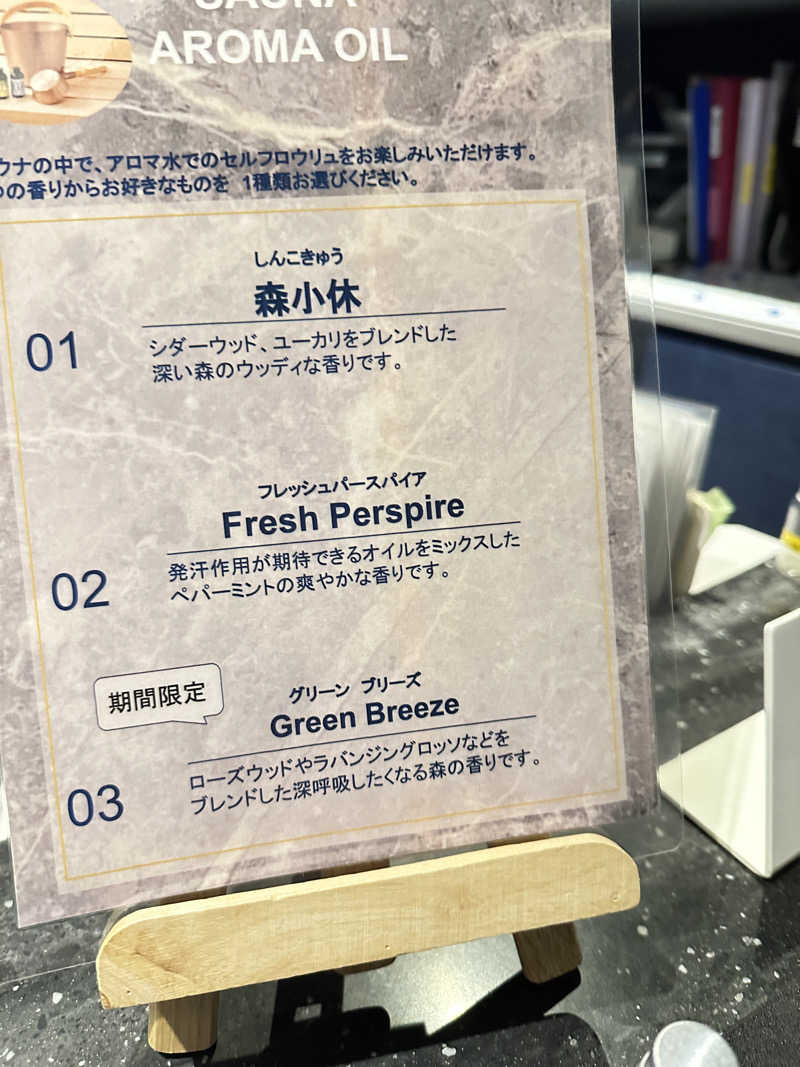 SAUNA
AROMA OIL
ウナの中で、アロマ水でのセルフロウリュをお楽しみいただけます。
の香りからお好きなものを 1種類お選びください。
しんこきゅう
森小休
01
シダーウッド、ユーカリをブレンドした
深い森のウッディな香りです。
フレッシュパースパイア
Fresh Perspire
02
発汗作用が期待できるオイルをミックスした
ペパーミントの爽やかな香りです。
期間限定
グリーン ブリーズ
Green Breeze
03
ローズウッドやラバンジングロッソなどを
ブレンドした深呼吸したくなる森の香りです。